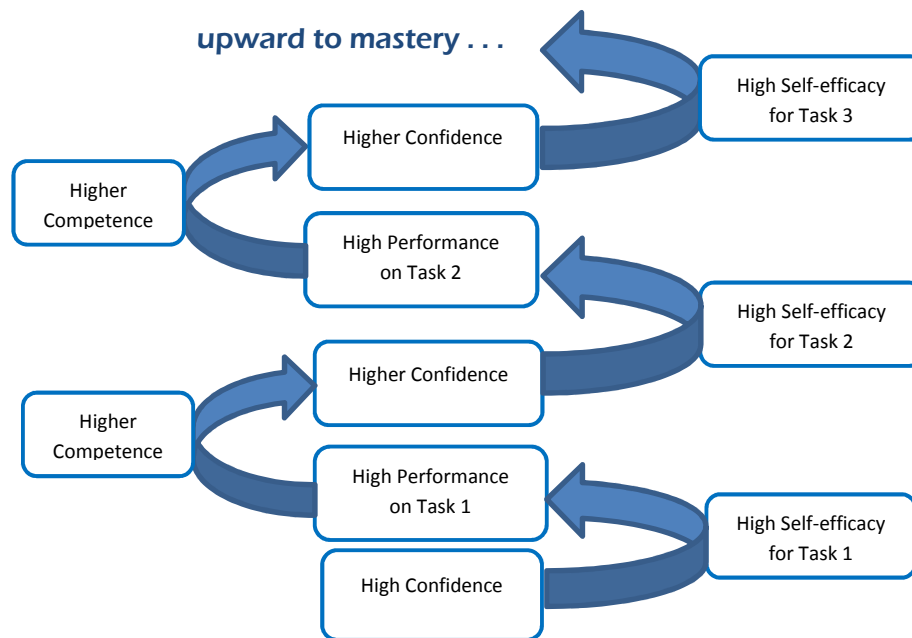 upward to mastery . . .
High Self-efficacy
for Task 3
Higher Confidence
Higher
Competence
High Performance
on Task 2
High Self-efficacy
for Task 2
Higher Confidence
Higher
Competence
High Performance
on Task 1
High Self-efficacy
for Task 1
High Confidence